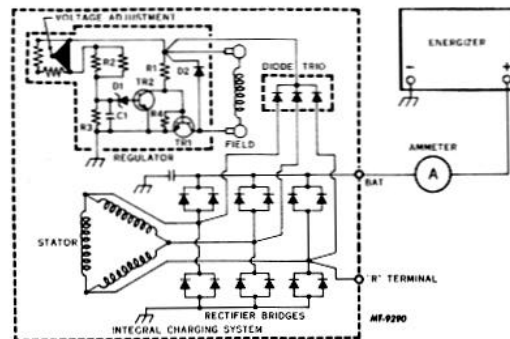 VOLTAGE ADJUSTMENT
ENERGIZER
R2
R1
D2
DIODE TRIO
D1
TR2
- +
R3
C1
R4
TR1
FIELD
AMMETER
REGULATOR
A
BAT
STATOR
"R" TERMINAL
RECTIFIER BRIDGES
MF-9290
INTEGRAL CHARGING SYSTEM